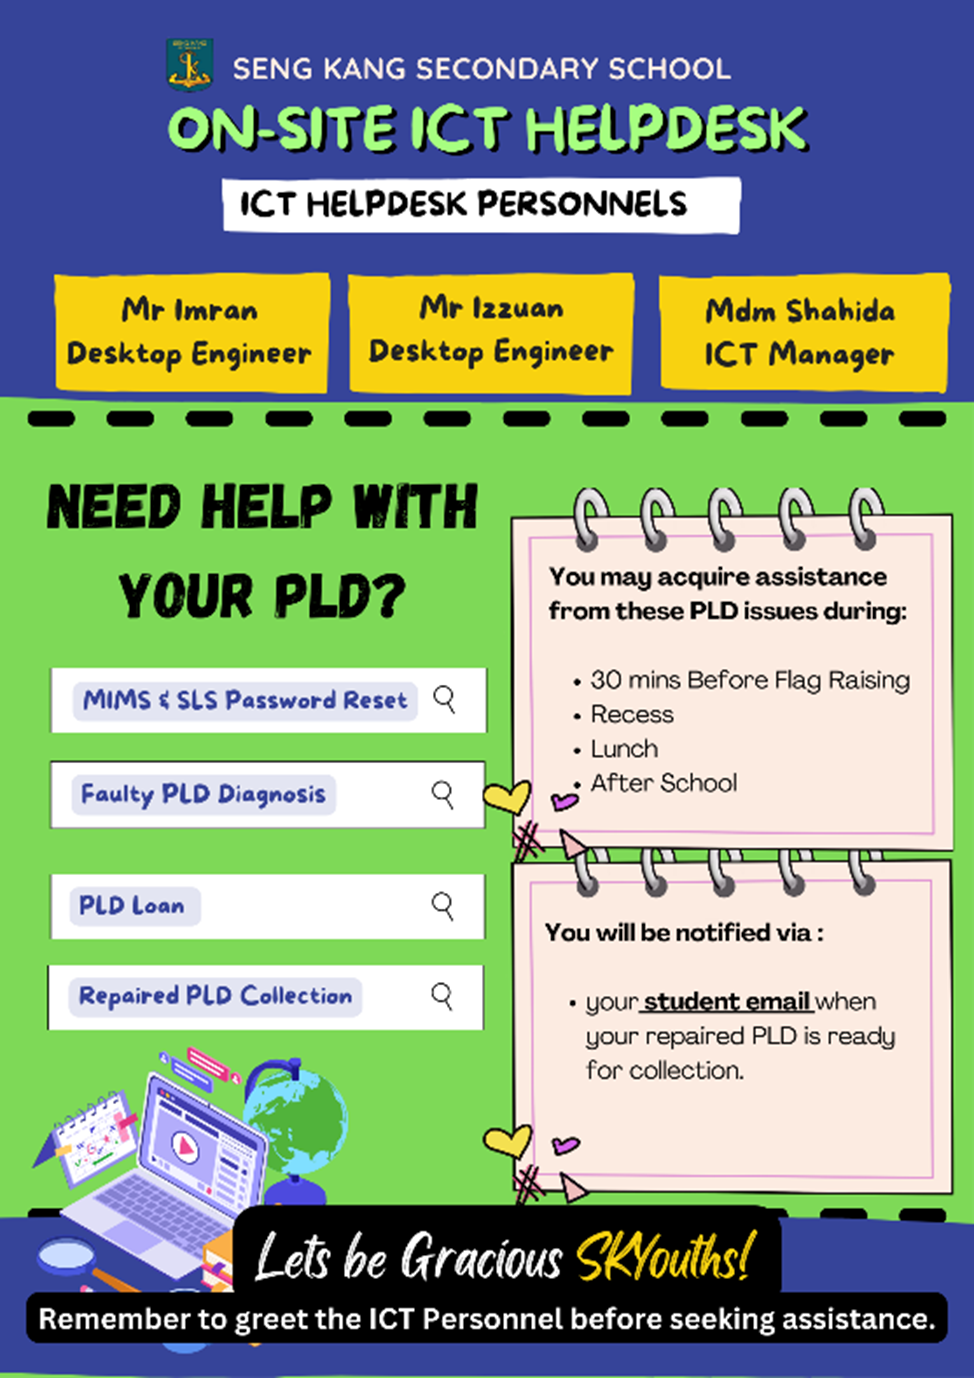 SENG KANG
SENG KANG SECONDARY SCHOOL
ON-SITE ICT HELPDESK
ICT HELPDESK PERSONNELS
Mr Imran
Desktop Engineer
Mr Izzuan
Desktop Engineer
Mdm Shahida
ICT Manager
NEED HELP WITH
YOUR PLD?
MIMS & SLS Password Reset
Faulty PLD Diagnosis
PLD Loan
Repaired PLD Collection
You may acquire assistance
from these PLD issues during:
• 30 mins Before Flag Raising
• Recess
• Lunch
• After School
You will be notified via :
• your student email when
your repaired PLD is ready
for collection.
Lets be Gracious SKYouths!
Remember to greet the ICT Personnel before seeking assistance.